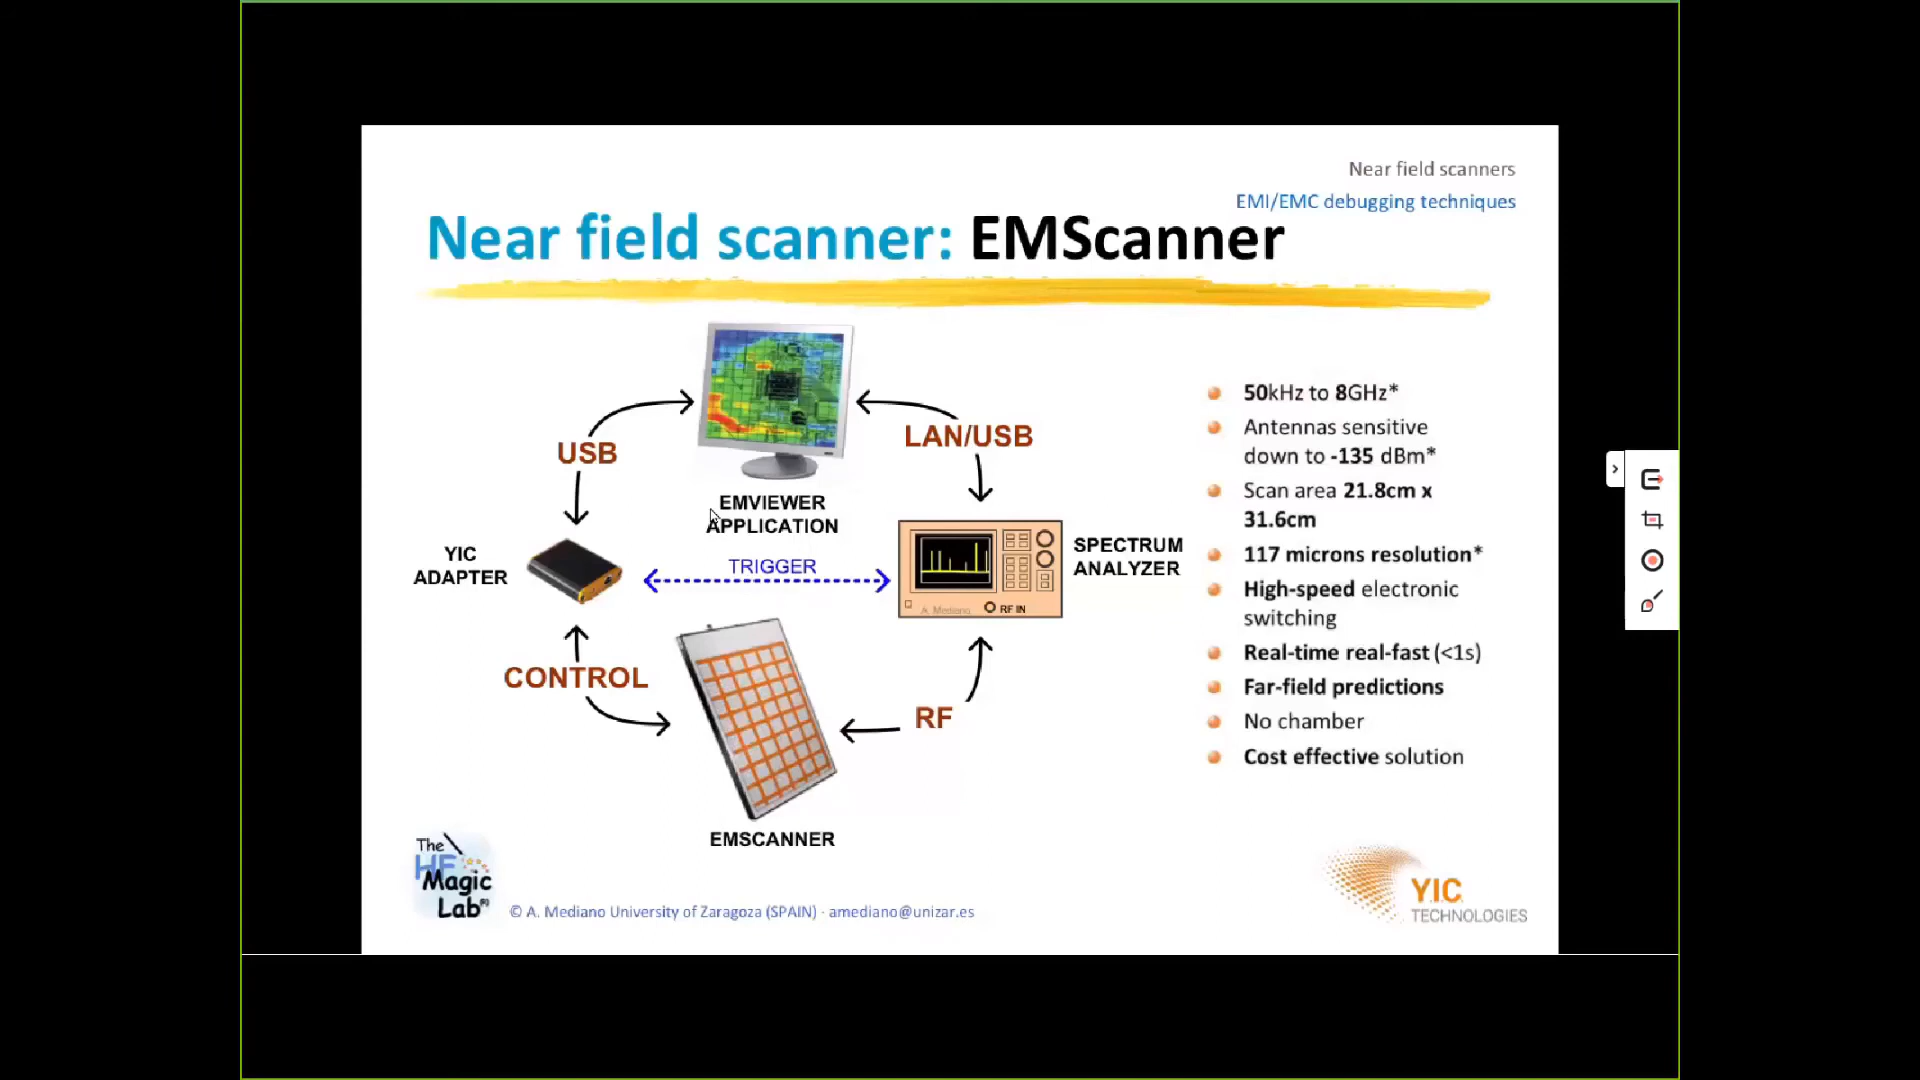 Near field scanners
EMI/EMC debugging techniques
Near field scanner: EMScanner
USB
LAN/USB
EMVIEWER
APPLICATION
YIC
ADAPTER
TRIGGER
SPECTRUM
ANALYZER
A. Mediano
RF IN
CONTROL
RF
EMSCANNER
50kHz to 8GHz*
Antennas sensitive
down to -135 dBm*
Scan area 21.8cm x
31.6cm
117 microns resolution*
High-speed electronic
switching
Real-time real-fast (<1s)
Far-field predictions
No chamber
Cost effective solution
The
HF
Magic
Lab
© A. Mediano University of Zaragoza (SPAIN) · amediano@unizar.es
Y.I.C.
TECHNOLOGIES